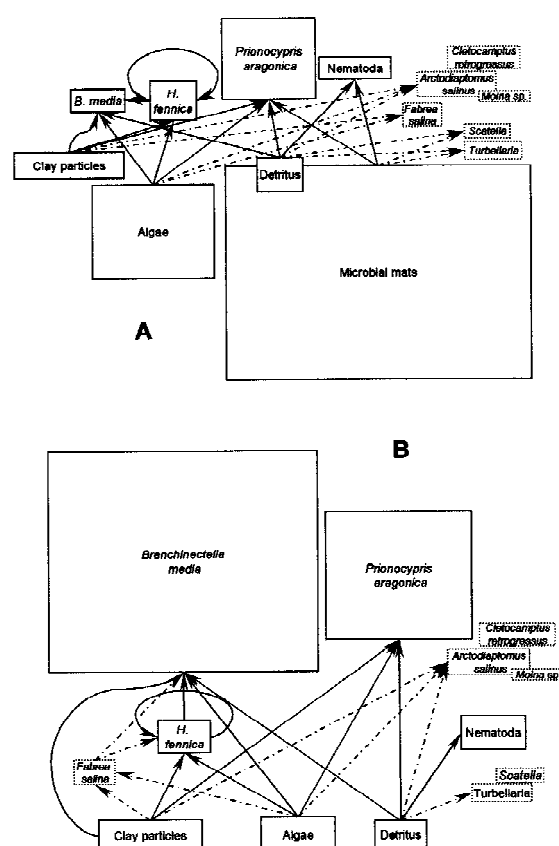 Prionocypris
aragonica
Cletocamptus
retrogressus
Arctodiaptomus
salinus
Moina sp.
Nematoda
B. media
H.
fennica
Fabrea
salina
Scatella
Turbellaria
Clay particles
Detritus
Algae
Microbial mats
A
B
Branchinectella
media
Prionocypris
aragonica
Cletocamptus
retrogressus
Arctodiaptomus
salinus
Moina sp
H.
fennica
Nematoda
Fabrea
salina
Scatella
Turbellaria
Clay particles
Algae
Detritus